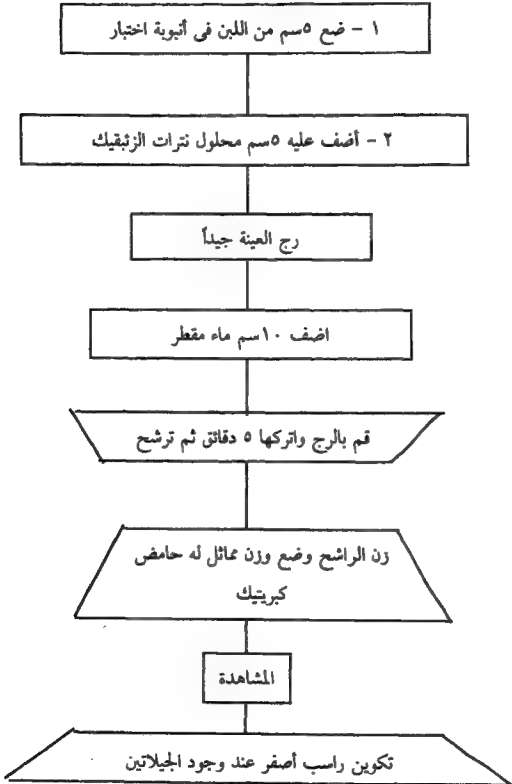 ١ - ضع ٥سم من اللبن فى أنبوبة اختبار
٢ - أضف عليه ٥سم محلول نترات الزئبقيك
رج العينة جيداً
اضف ١٠سم ماء مقطر
قم بالرج واتركها ٥ دقائق ثم ترشح
زن الراشح وضع وزن مماثل له حامض
كبريتيك
المشاهدة
تكوين راسب أصفر عند وجود الجيلاتين